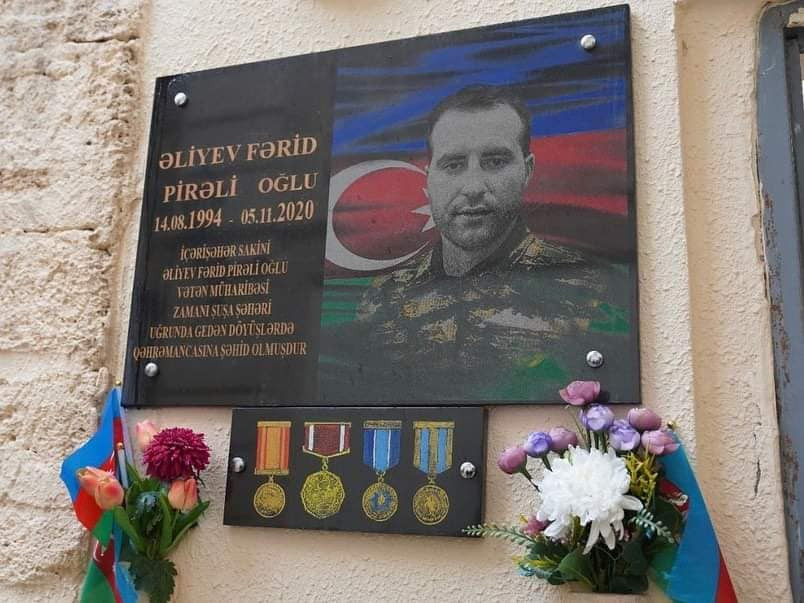 ƏLİYEV FƏRİD
PİRƏLİ OĞLU
14.08.1994 - 05.11.2020
İÇƏRİŞƏHƏR SAKİNİ
ƏLİYEV FƏRİD PİRƏLİ OĞLU
VƏTƏN MÜHARİBƏSİ
ZAMANI ŞUŞA ŞƏHƏRİ
UĞRUNDA GEDƏN DÖYÜŞLƏRDƏ
QƏHRƏMANCASINA ŞƏHİD OLMUŞDUR